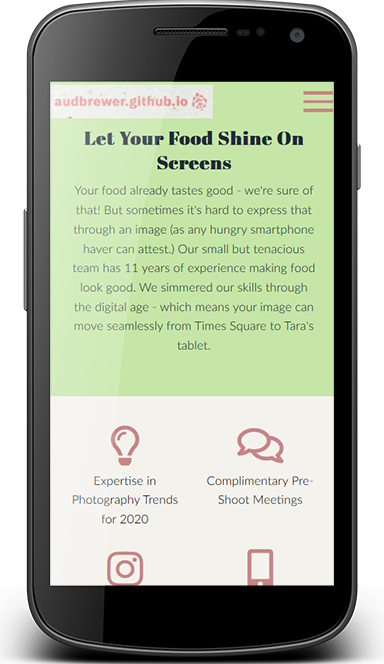 audbrewer.github.io
Let Your Food Shine On
Screens
Your food already tastes good - we're sure of
that! But sometimes it's hard to express that
through an image (as any hungry smartphone
haver can attest.) Our small but tenacious
team has 11 years of experience making food
look good. We simmered our skills through
the digital age - which means your image can
move seamlessly from Times Square to Tara's
tablet.
Expertise in
Photography Trends
for 2020
Complimentary Pre-
Shoot Meetings